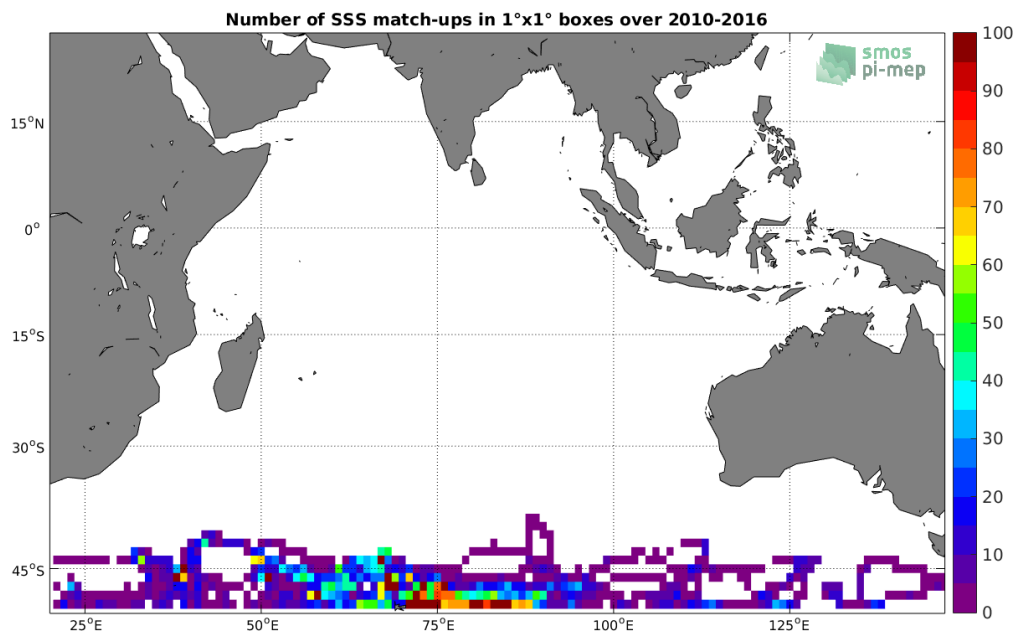 Number of SSS match-ups in 1°x1° boxes over 2010-2016
smos
pi-mep
100
90
80
70
60
50
40
30
20
10
0
15°N
0°
15°S
30°S
45°S
25°E
50°E
75°E
100°E
125°E